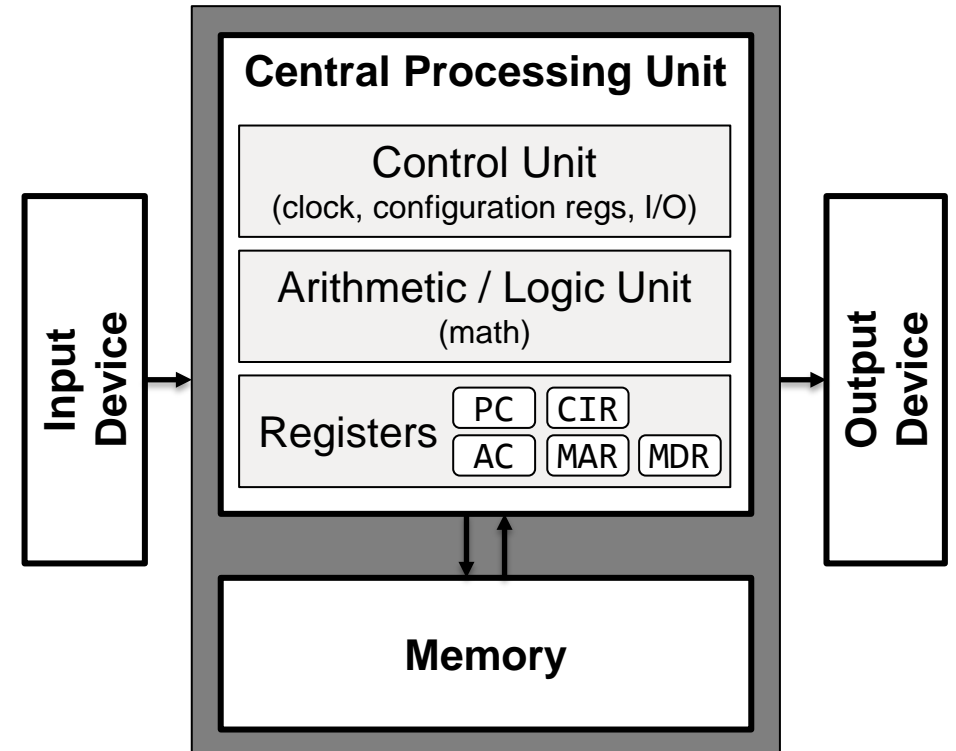 Central Processing Unit
Control Unit
(clock, configuration regs, I/O)
Arithmetic / Logic Unit
(math)
Registers
PC CIR
AC MAR MDR
Input
Device
Output
Device
Memory